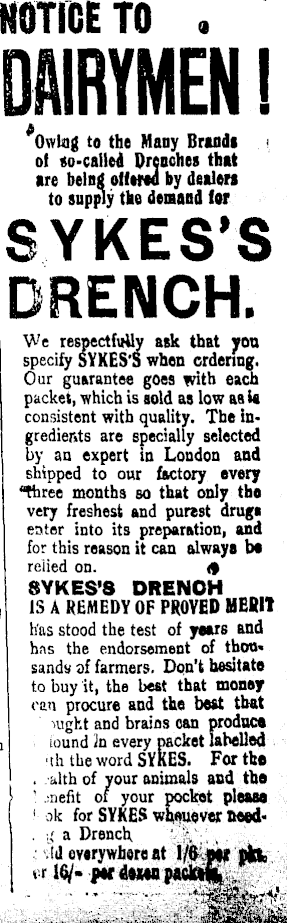 NOTICE TO
DAIRYMEN!
Owing to the Many Brands
of so-called Drenches that
are being offered by dealers
to supply the demand for
SYKES'S
DRENCH.
We respectfully ask that you
specify SYKES'S when ordering.
Our guarantee goes with each
packet, which is sold as low as is
consistent with quality. The in-
gredients are specially selected
by an expert in London and
shipped to our factory every
three months so that only the
very freshest and purest drugs
enter into its preparation, and
for this reason it can always be
relied on.
SYKES'S DRENCH
IS A REMEDY OF PROVED MERIT
has stood the test of years and
has the endorsement of thou-
sands of farmers. Don't hesitate
to buy it, the best that money
can procure and the best that
ught and brains can produce
found in every packet labelled
th the word SYKES. For the
alth of your animals and the
nefit of your pocket please
ok for SYKES whenever need-
g a Drench
ld everywhere at 1/6 per pkt.
or 16/- per dozen packets.